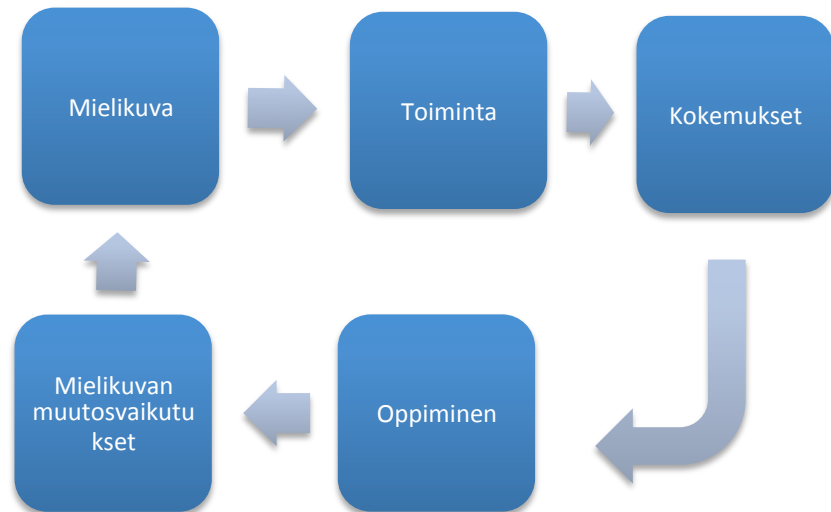 Mielikuva
Toiminta
Kokemukset
Oppiminen
Mielikuvan
muutosvaikutu
kset